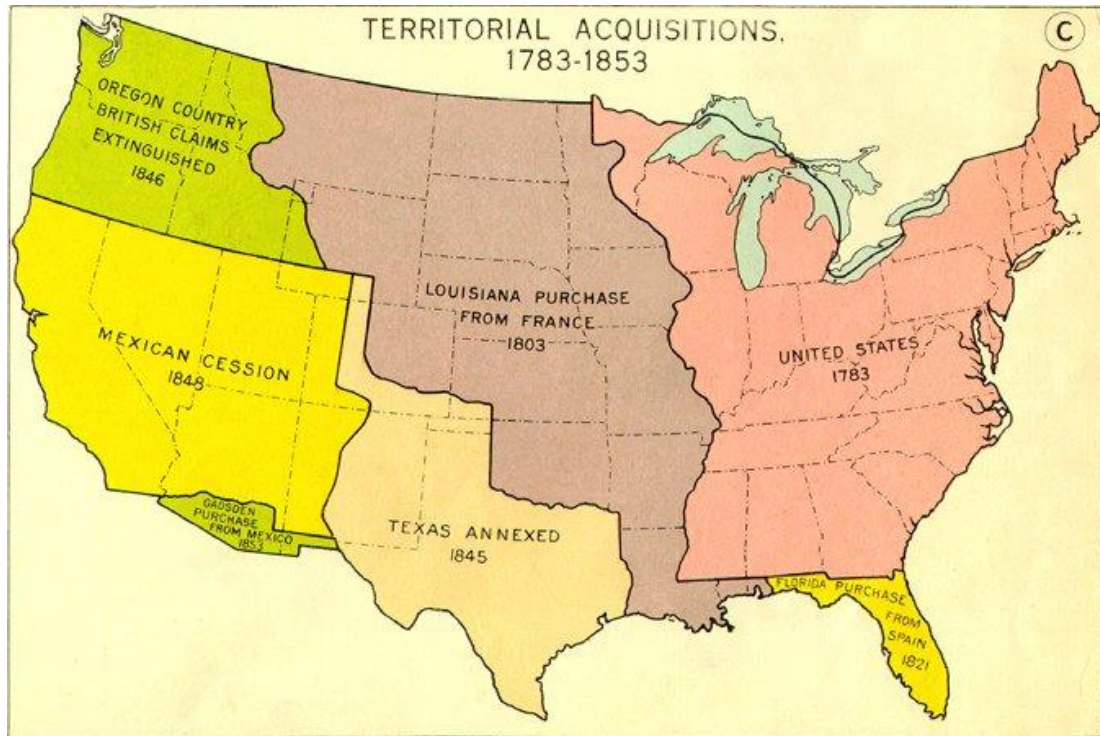 TERRITORIAL ACQUISITIONS,
1783-1853
C
OREGON COUNTRY
BRITISH CLAIMS
EXTINGUISHED
1846
LOUISIANA PURCHASE
FROM FRANCE
1803
UNITED STATES
1783
MEXICAN CESSION
1848
GADSDEN
PURCHASE
FROM MEXICO
1853
TEXAS ANNEXED
1845
FLORIDA PURCHASE
FROM
SPAIN
1821